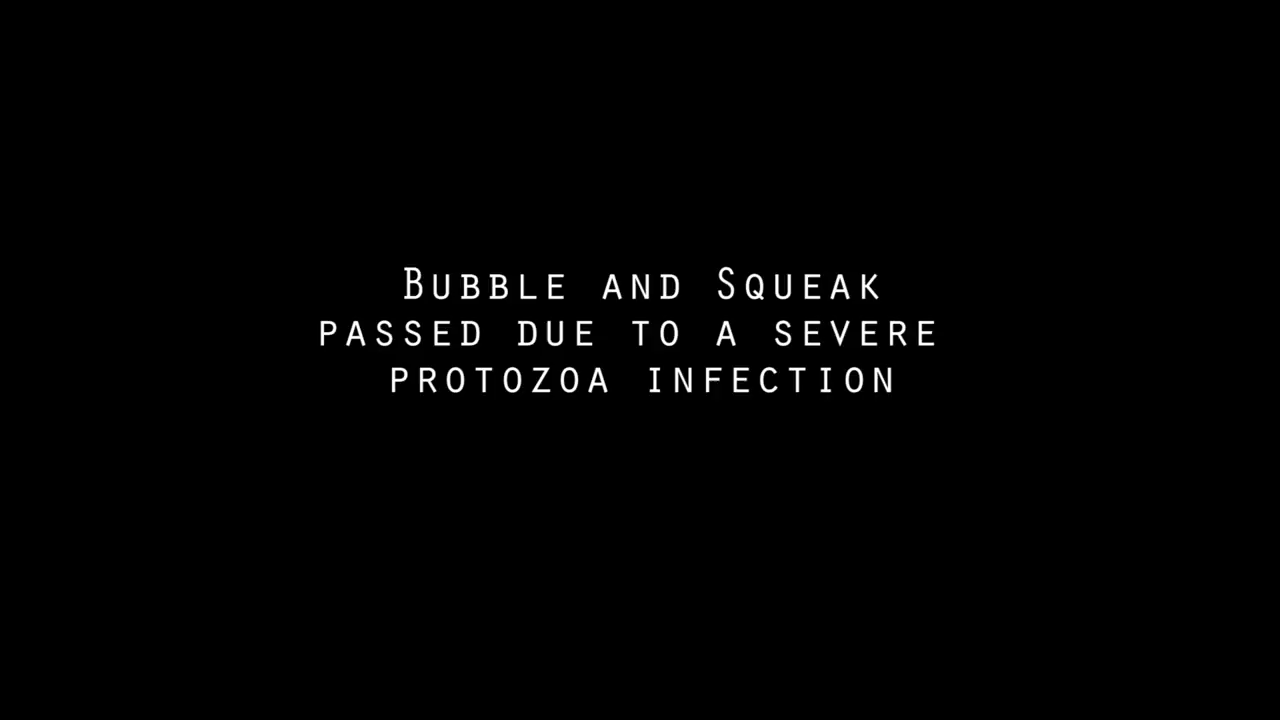 Bubble and Squeak
passed due to a severe
protozoa infection